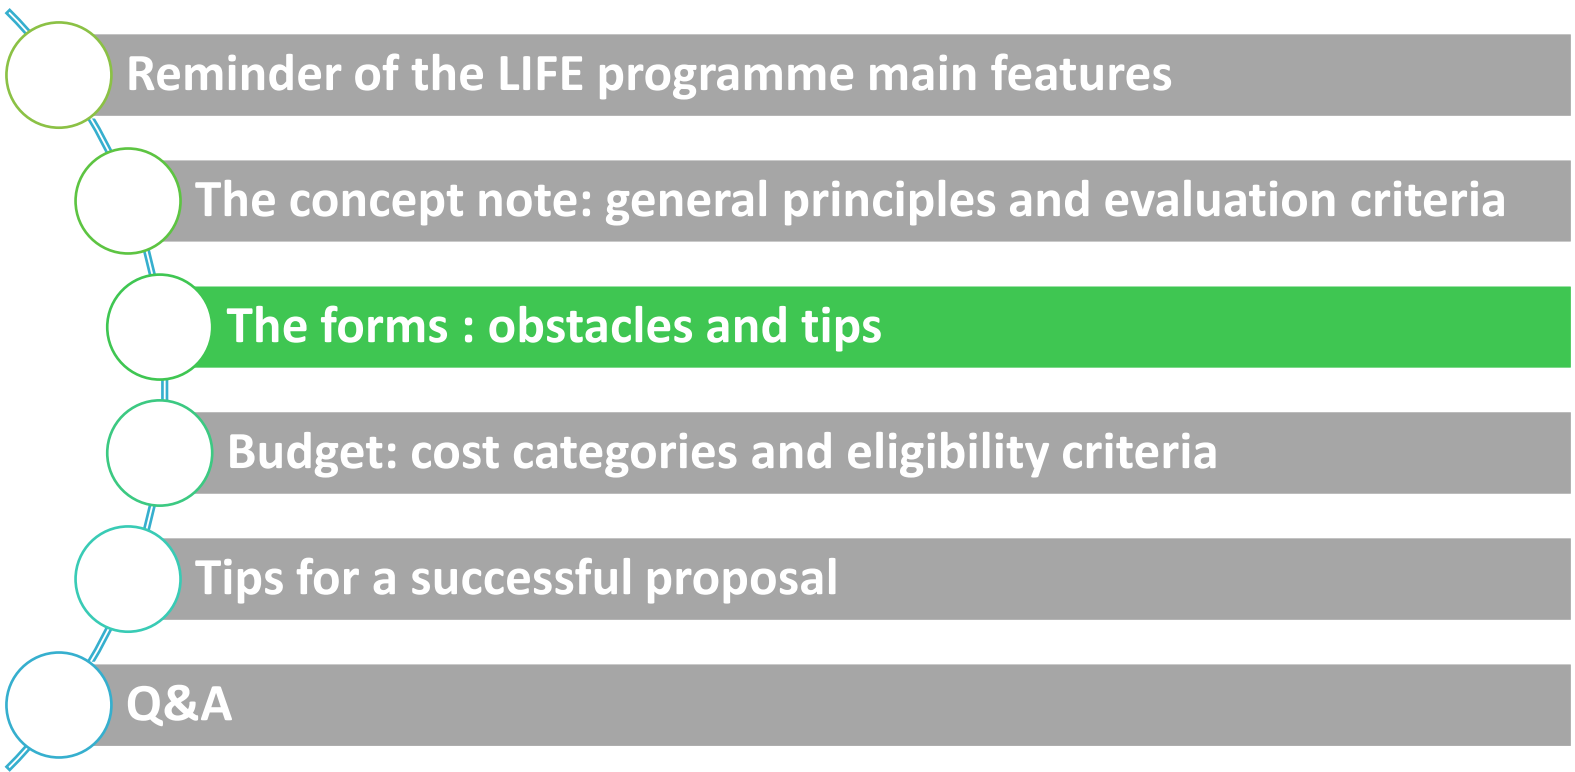 Reminder of the LIFE programme main features
The concept note: general principles and evaluation criteria
The forms : obstacles and tips
Budget: cost categories and eligibility criteria
Tips for a successful proposal
Q&A